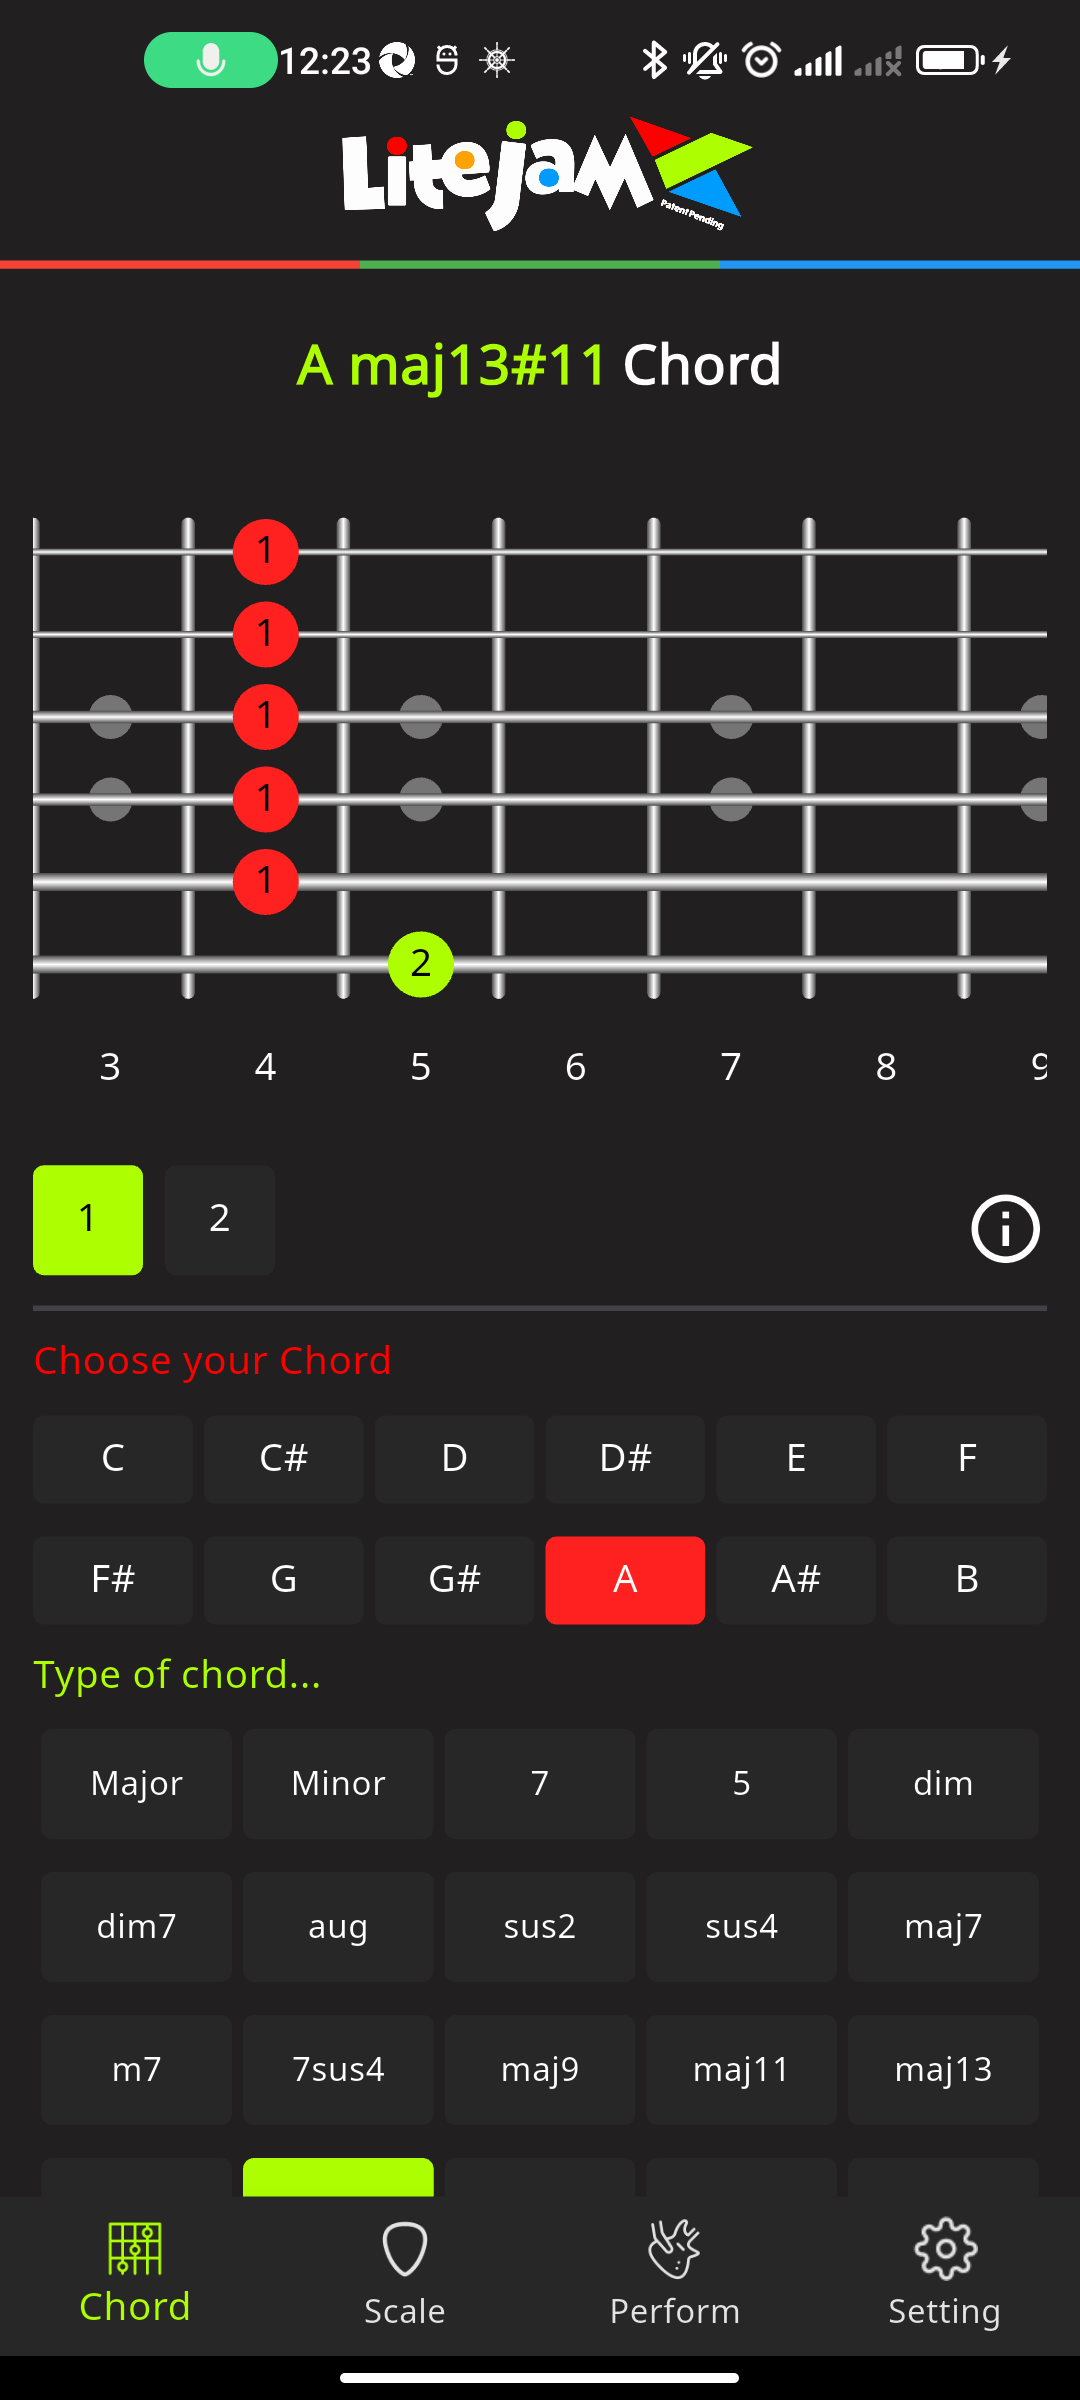 12:23
LiteJam
Patent Pending
A maj13#11 Chord
1
1
1
1
1
2
3 4 5 6 7 8 9
1 2
Choose your Chord
C C# D D# E F
F# G G# A A# B
Type of chord...
Major Minor 7 5 dim
dim7 aug sus2 sus4 maj7
m7 7sus4 maj9 maj11 maj13
Chord Scale Perform Setting